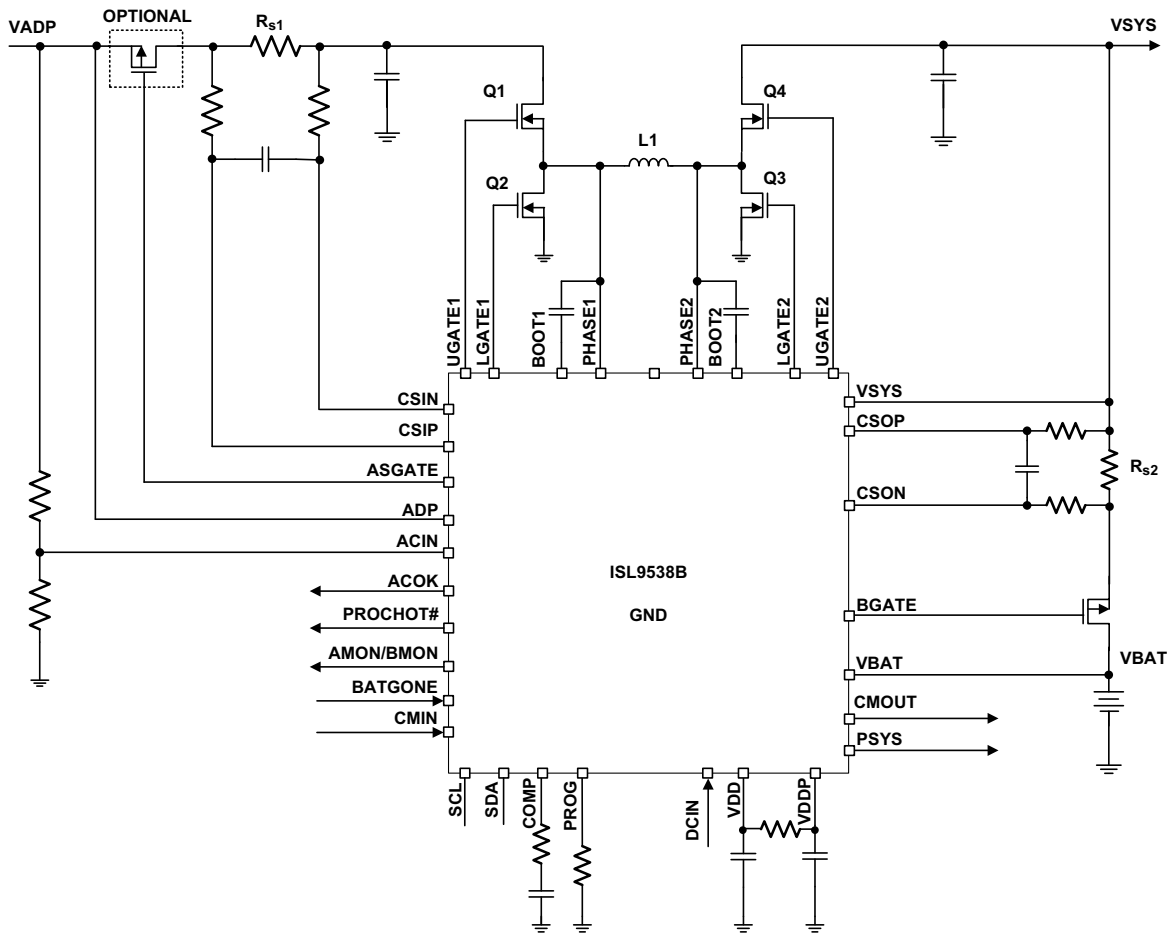 OPTIONAL
VADP
Rs1
VSYS
Q1
Q4
L1
Q2
Q3
UGATE1
LGATE1
BOOT1
PHASE1
PHASE2
BOOT2
LGATE2
UGATE2
CSIN
CSIP
ASGATE
ADP
ACIN
ACOK
PROCHOT#
AMON/BMON
BATGONE
CMIN
ISL9538B
GND
VSYS
CSOP
Rs2
CSON
BGATE
VBAT
VBAT
CMOUT
PSYS
SCL
SDA
COMP
PROG
DCIN
VDD
VDDP